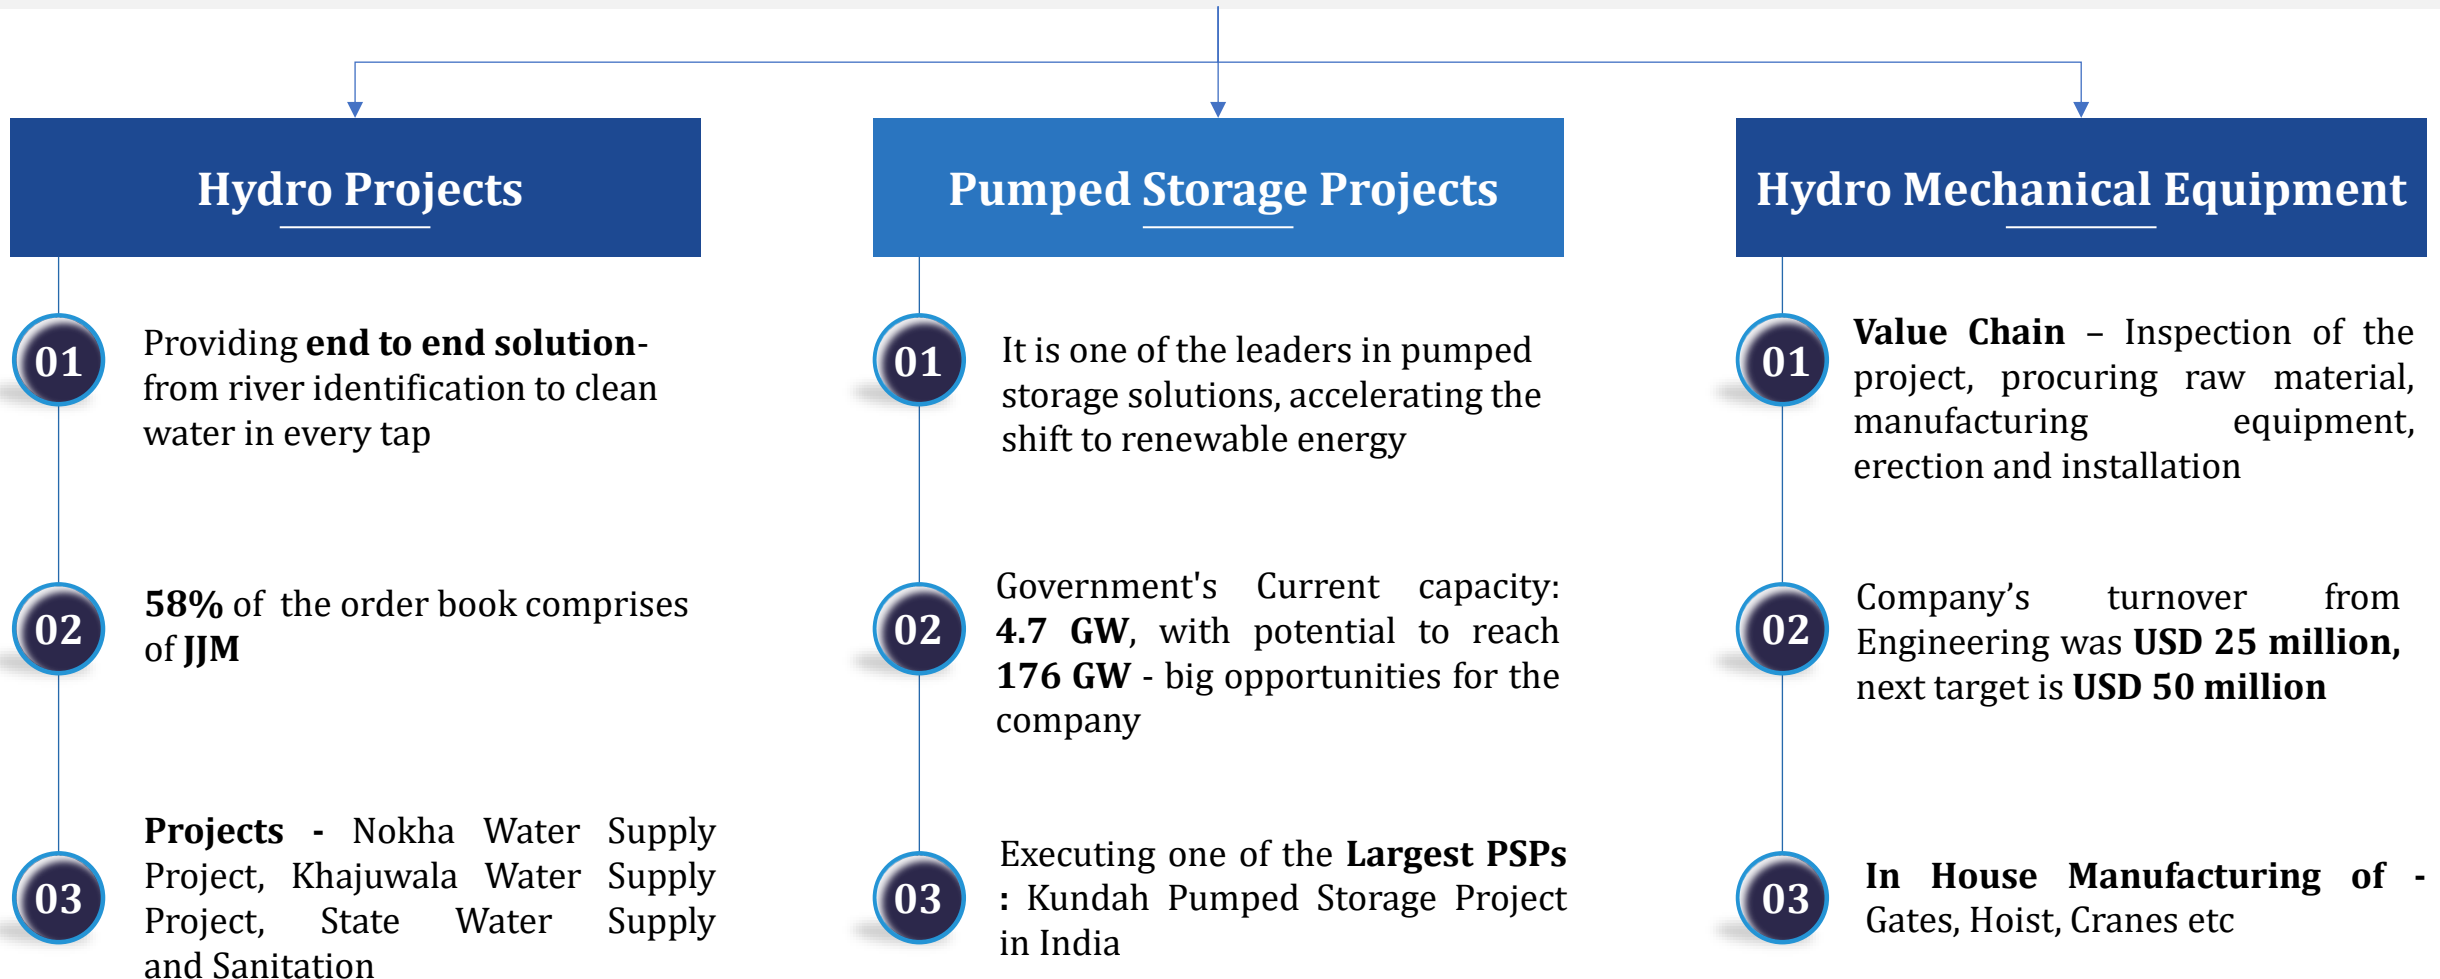 Hydro Projects
01
Providing end to end solution-
from river identification to clean
water in every tap
02
58% of the order book comprises
of JJM
03
Projects - Nokha Water Supply
Project, Khajuwala Water Supply
Project, State Water Supply
and Sanitation
Pumped Storage Projects
01
It is one of the leaders in pumped
storage solutions, accelerating the
shift to renewable energy
02
Government's Current capacity:
4.7 GW, with potential to reach
176 GW - big opportunities for the
company
03
Executing one of the Largest PSPs
: Kundah Pumped Storage Project
in India
Hydro Mechanical Equipment
01
Value Chain – Inspection of the
project, procuring raw material,
manufacturing equipment,
erection and installation
02
Company’s turnover from
Engineering was USD 25 million,
next target is USD 50 million
03
In House Manufacturing of -
Gates, Hoist, Cranes etc